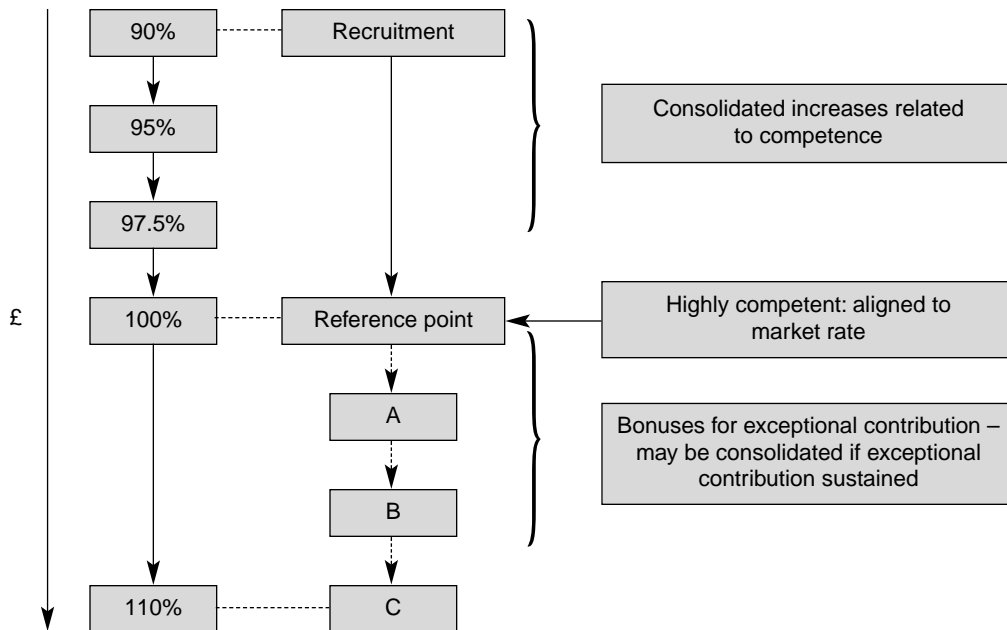 90%
Recruitment
95%
Consolidated increases related
to competence
97.5%
£
100%
Reference point
Highly competent: aligned to
market rate
A
Bonuses for exceptional contribution –
may be consolidated if exceptional
contribution sustained
B
110%
C